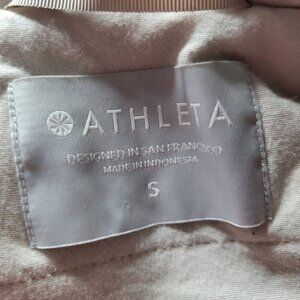 ATHLETA
DESIGNED IN SAN FRANCISCO
MADE IN INDONESIA
S